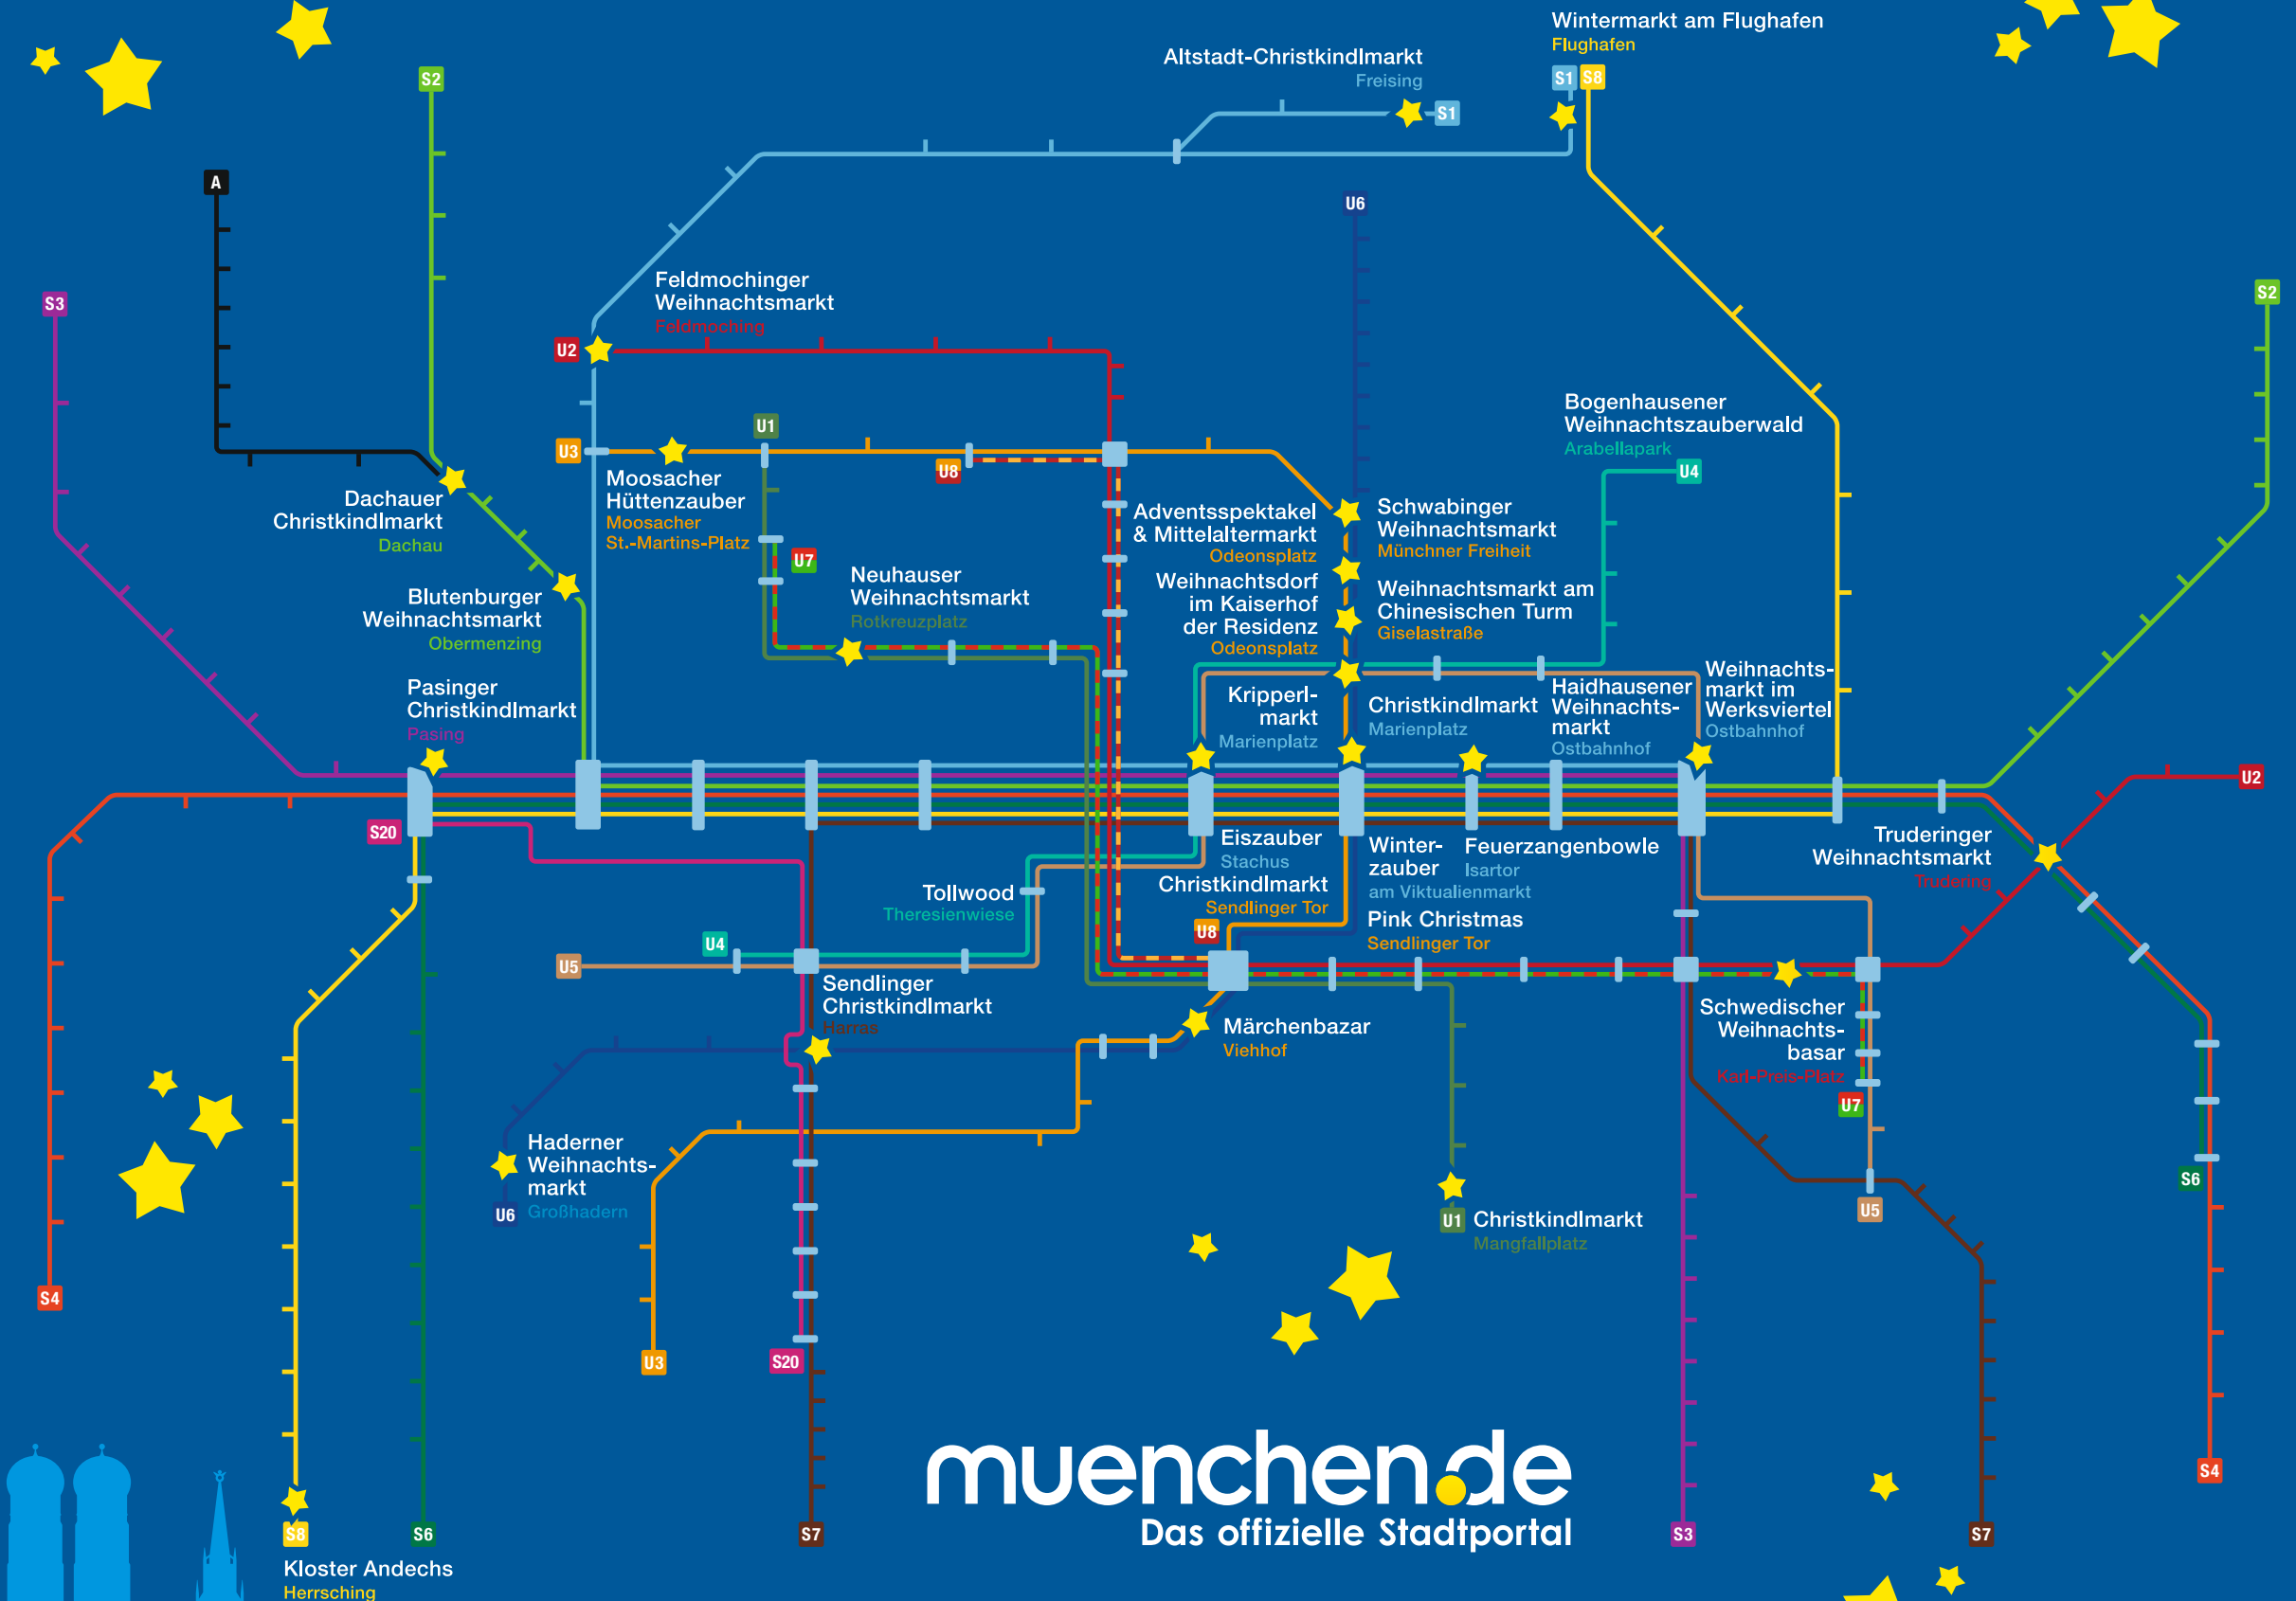 Wintermarkt am Flughafen
Flughafen
Altstadt-Christkindlmarkt
Freising
S1
S8
S1
S2
A
U6
S3
S2
Feldmochinger
Weihnachtsmarkt
Feldmoching
U2
Bogenhausener
Weihnachtszauberwald
Arabellapark
U4
U1
U3
U8
Moosacher
Hüttenzauber
Moosacher
St.-Martins-Platz
Dachauer
Christkindlmarkt
Dachau
Adventsspektakel
& Mittelaltermarkt
Odeonsplatz
Schwabinger
Weihnachtsmarkt
Münchner Freiheit
U7
Neuhauser
Weihnachtsmarkt
Rotkreuzplatz
Weihnachtsdorf
im Kaiserhof
der Residenz
Odeonsplatz
Weihnachtsmarkt am
Chinesischen Turm
Giselastraße
Blutenburger
Weihnachtsmarkt
Obermenzing
Pasinger
Christkindlmarkt
Pasing
Kripperl-
markt
Marienplatz
Christkindlmarkt
Marienplatz
Haidhausener
Weihnachts-
markt
Ostbahnhof
Weihnachts-
markt im
Werksviertel
Ostbahnhof
U2
S20
Eiszauber
Stachus
Christkindlmarkt
Sendlinger Tor
Winter-
zauber
am Viktualienmarkt
Feuerzangenbowle
Isartor
Truderinger
Weihnachtsmarkt
Trudering
Tollwood
Theresienwiese
Pink Christmas
Sendlinger Tor
U8
U4
U5
Sendlinger
Christkindlmarkt
Harras
Märchenbazar
Viehhof
Schwedischer
Weihnachts-
basar
Karl-Preis-Platz
U7
Haderner
Weihnachts-
markt
Großhadern
U6
S6
U5
U1
Christkindlmarkt
Mangfallplatz
S4
U3
S20
S4
muenchen.de
Das offizielle Stadtportal
S8
S6
S7
S3
S7
Kloster Andechs
Herrsching